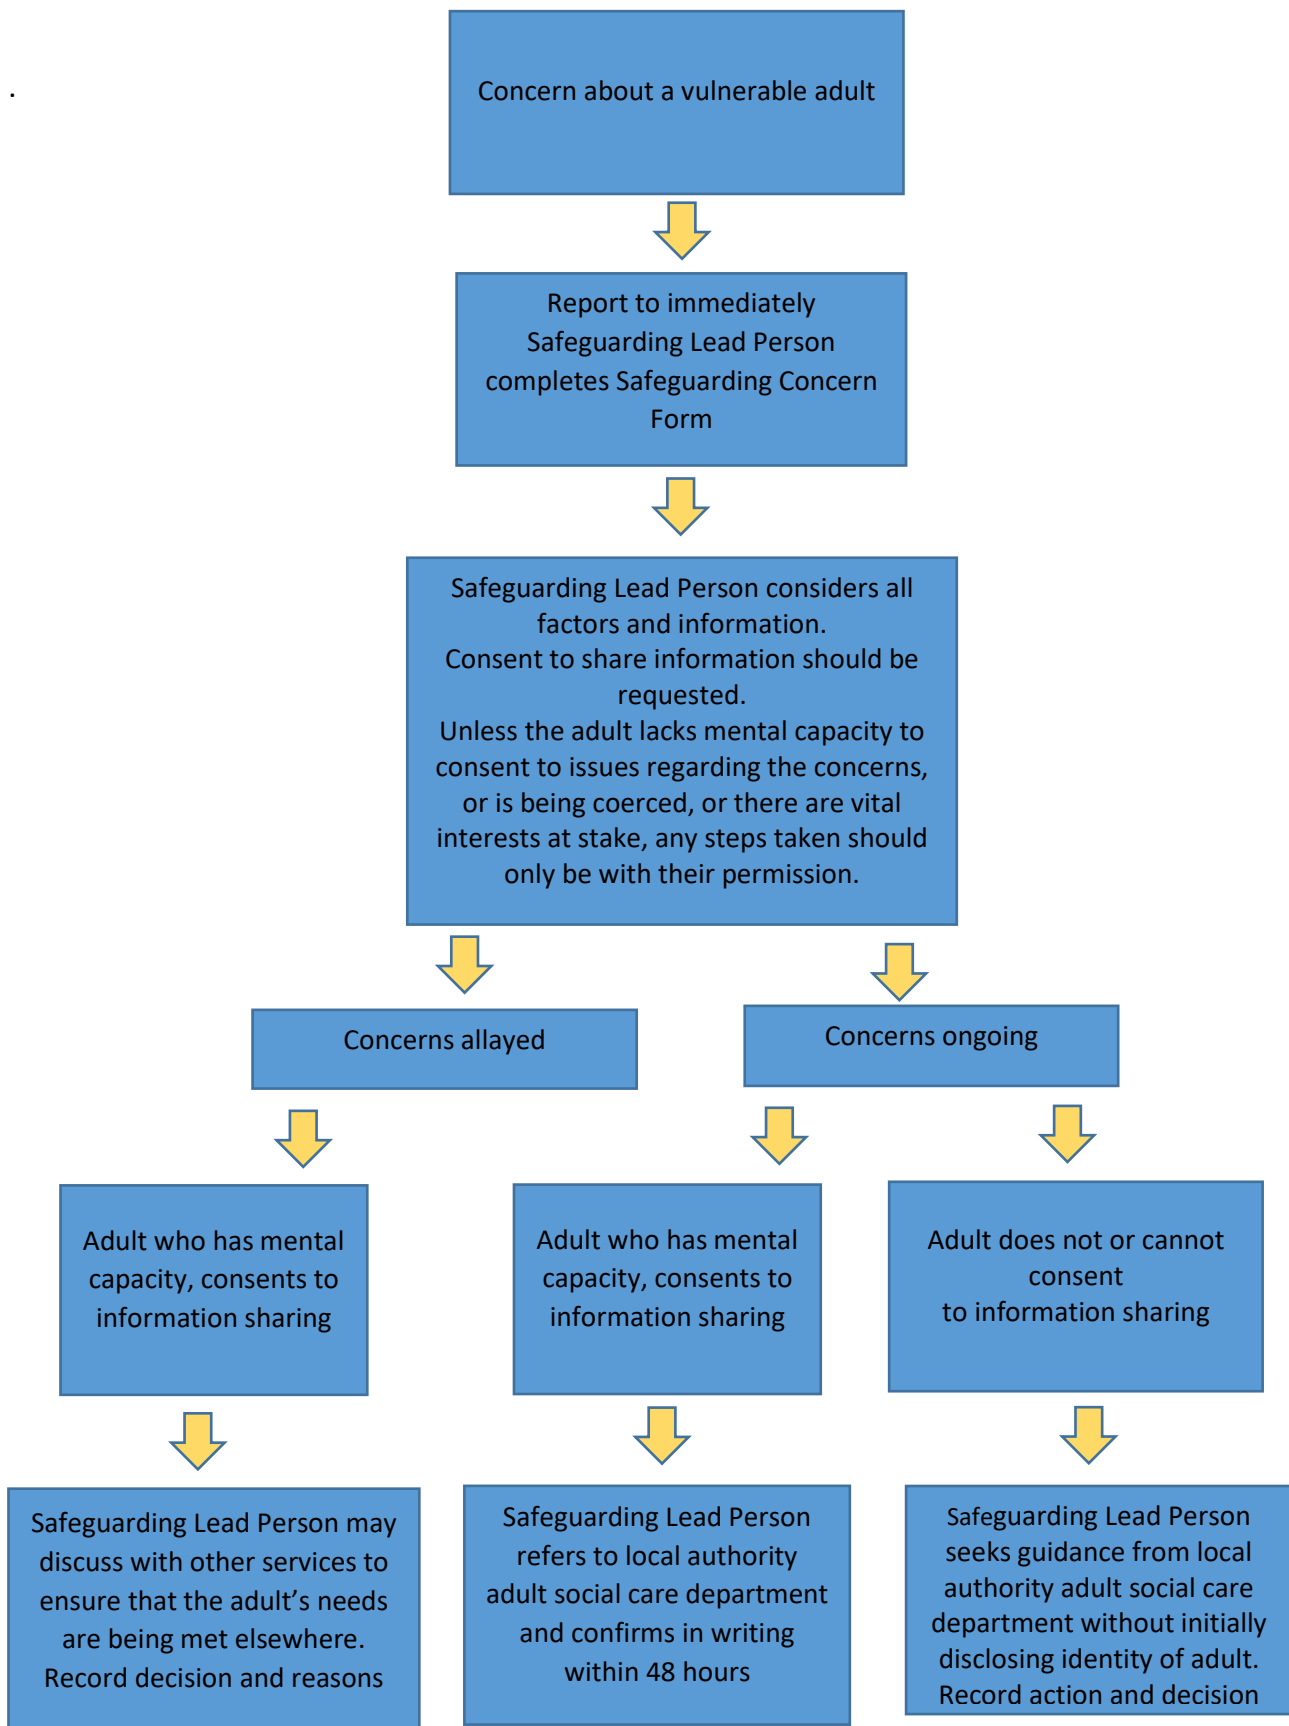 .
Concern about a vulnerable adult
Report to immediately
Safeguarding Lead Person
completes Safeguarding Concern
Form
Safeguarding Lead Person considers all
factors and information.
Consent to share information should be
requested.
Unless the adult lacks mental capacity to
consent to issues regarding the concerns,
or is being coerced, or there are vital
interests at stake, any steps taken should
only be with their permission.
Concerns allayed
Concerns ongoing
Adult who has mental
capacity, consents to
information sharing
Adult who has mental
capacity, consents to
information sharing
Adult does not or cannot
consent
to information sharing
Safeguarding Lead Person may
discuss with other services to
ensure that the adult’s needs
are being met elsewhere.
Record decision and reasons
Safeguarding Lead Person
refers to local authority
adult social care department
and confirms in writing
within 48 hours
Safeguarding Lead Person
seeks guidance from local
authority adult social care
department without initially
disclosing identity of adult.
Record action and decision